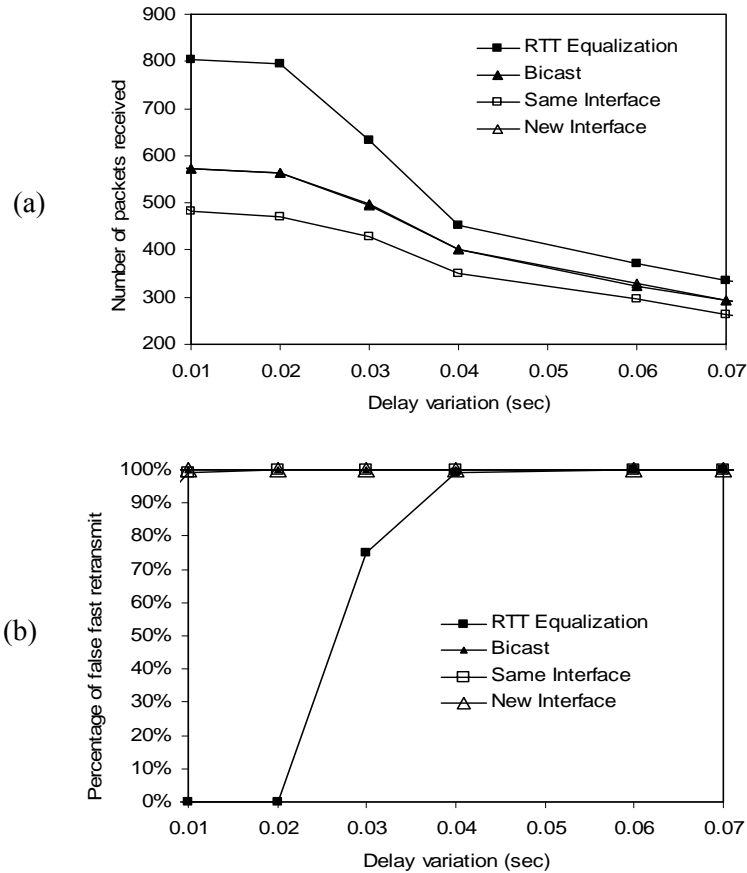 (a)
Number of packets received
900
800
700
600
500
400
300
200
0.01 0.02 0.03 0.04 0.05 0.06 0.07
Delay variation (sec)
RTT Equalization
Bicast
Same Interface
New Interface
(b)
Percentage of false fast retransmit
100%
90%
80%
70%
60%
50%
40%
30%
20%
10%
0%
0.01 0.02 0.03 0.04 0.05 0.06 0.07
Delay variation (sec)
RTT Equalization
Bicast
Same Interface
New Interface